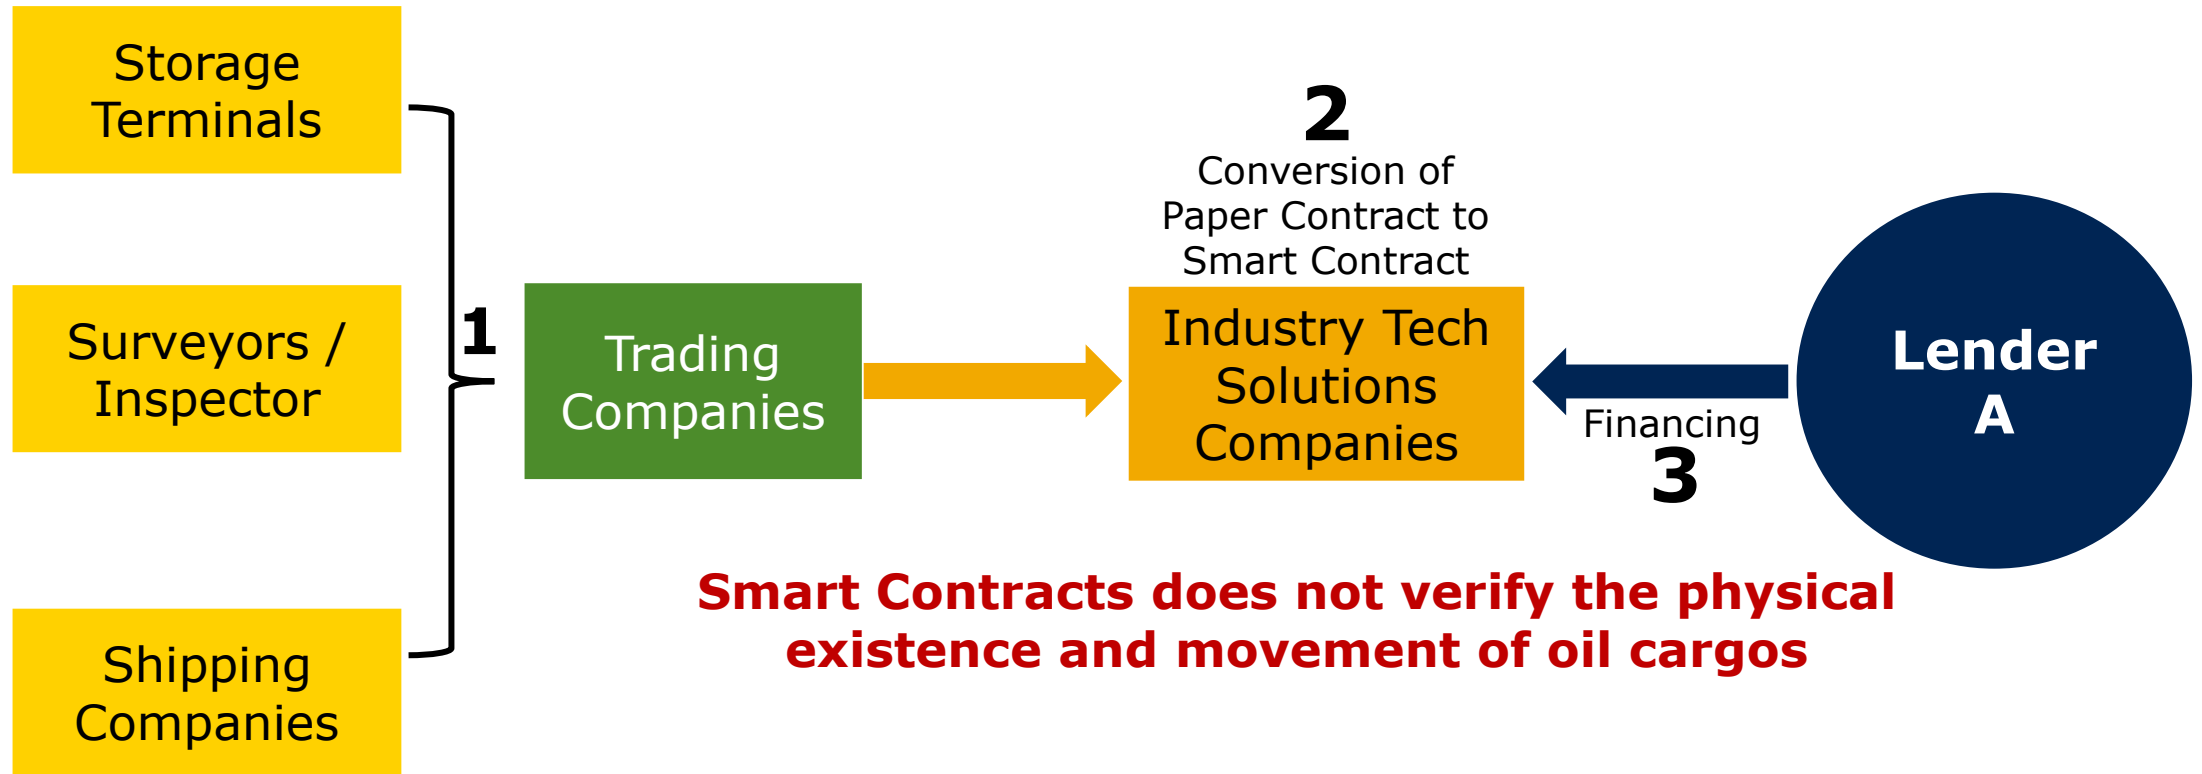 Storage
Terminals
Surveyors /
Inspector
Shipping
Companies
1
Trading
Companies
2
Conversion of
Paper Contract to
Smart Contract
Industry Tech
Solutions
Companies
Financing
3
Lender
A
Smart Contracts does not verify the physical
existence and movement of oil cargos